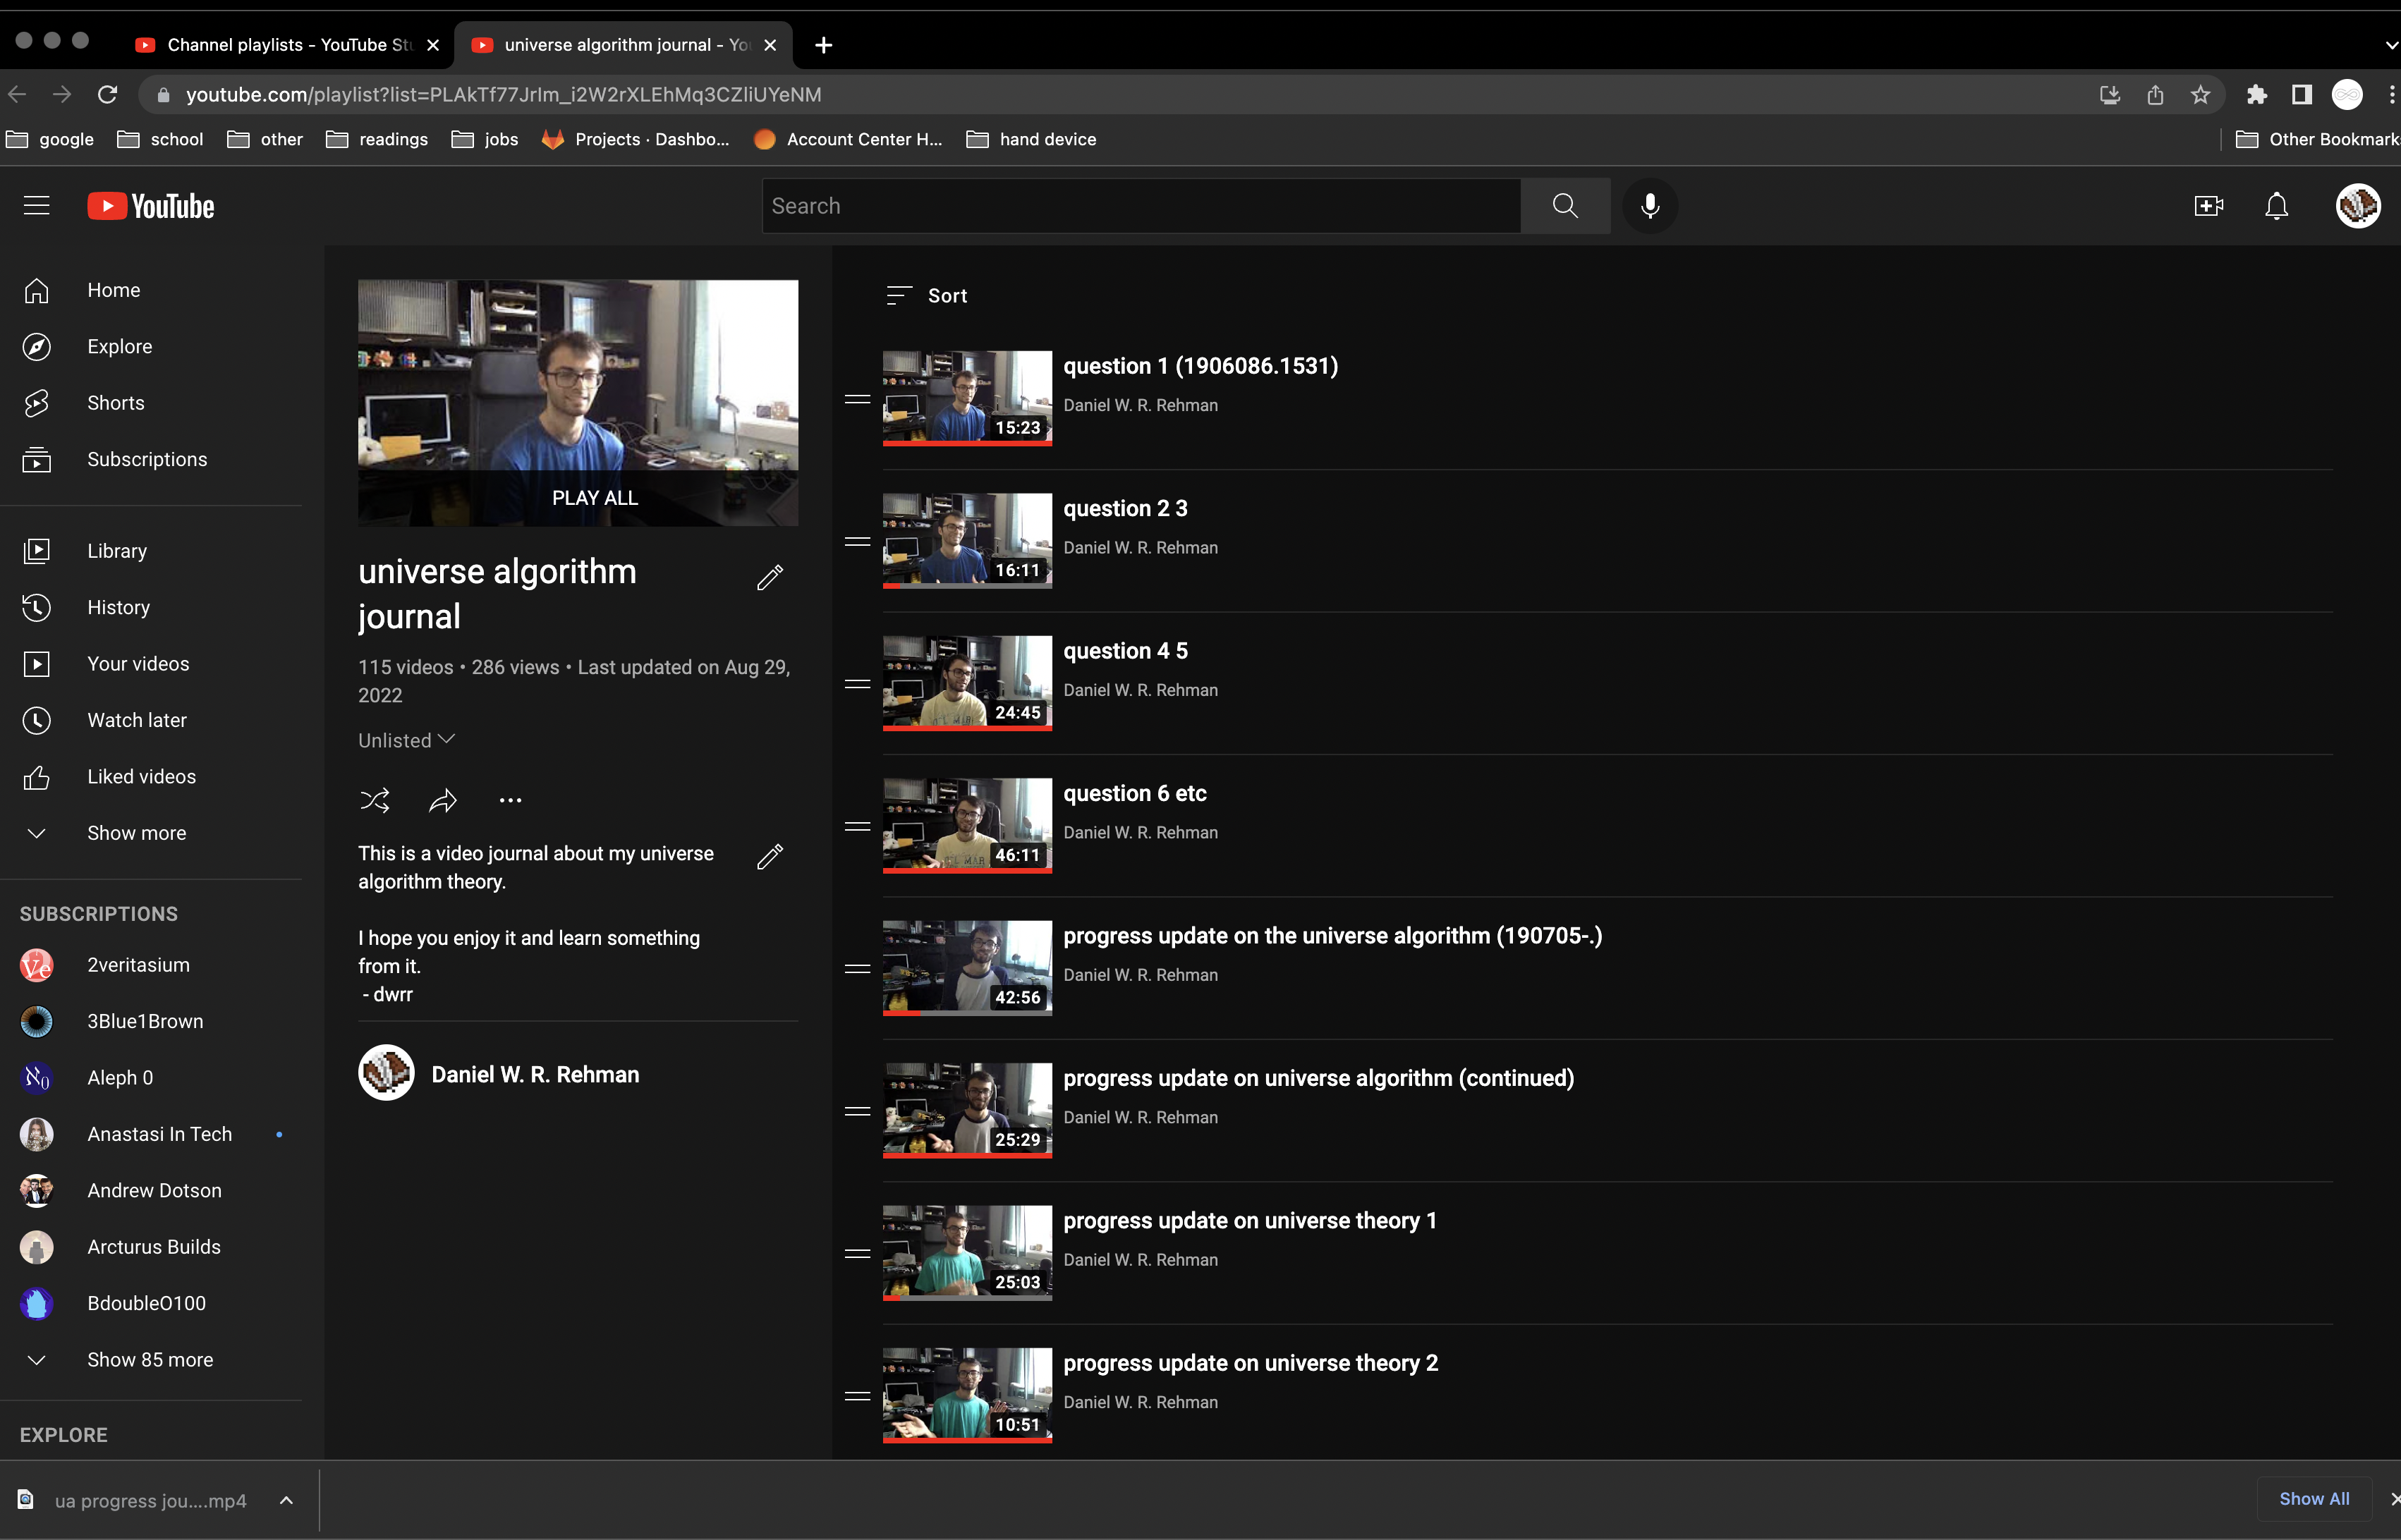 Channel playlists - YouTube Stu
universe algorithm journal - You
youtube.com/playlist?list=PLAkTf77JrIm_i2W2rXLEhMq3CZliUYeNM
google
school
other
readings
jobs
Projects · Dashbo...
Account Center H...
hand device
Other Bookmarks
YouTube
Search
Home
Explore
Shorts
Subscriptions
Library
History
Your videos
Watch later
Liked videos
Show more
SUBSCRIPTIONS
2veritasium
3Blue1Brown
Aleph 0
Anastasi In Tech
Andrew Dotson
Arcturus Builds
BdoubleO100
Show 85 more
EXPLORE
PLAY ALL
universe algorithm
journal
115 videos • 286 views • Last updated on Aug 29,
2022
Unlisted
This is a video journal about my universe
algorithm theory.
I hope you enjoy it and learn something
from it.
- dwrr
Daniel W. R. Rehman
Sort
question 1 (1906086.1531)
Daniel W. R. Rehman
15:23
question 2 3
Daniel W. R. Rehman
16:11
question 4 5
Daniel W. R. Rehman
24:45
question 6 etc
Daniel W. R. Rehman
46:11
progress update on the universe algorithm (190705-.)
Daniel W. R. Rehman
42:56
progress update on universe algorithm (continued)
Daniel W. R. Rehman
25:29
progress update on universe theory 1
Daniel W. R. Rehman
25:03
progress update on universe theory 2
Daniel W. R. Rehman
10:51
ua progress jou....mp4
Show All